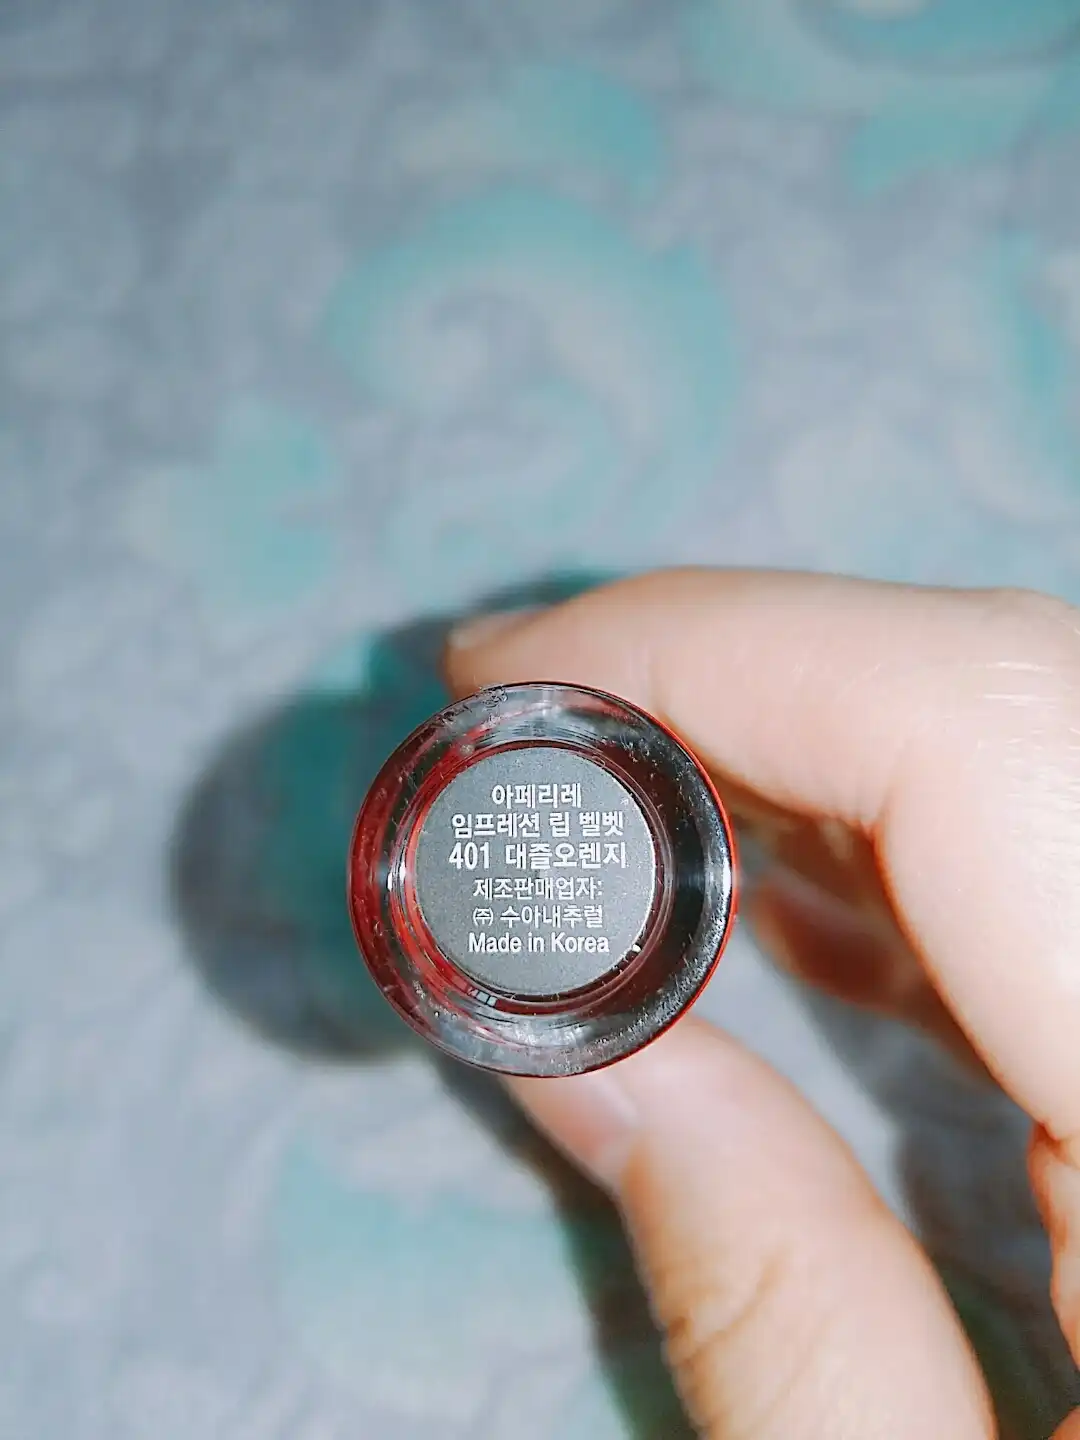 아페리레
임프레션 립 벨벳
401 대즐오렌지
제조판매업자:
㈜ 수아내추럴
Made in Korea